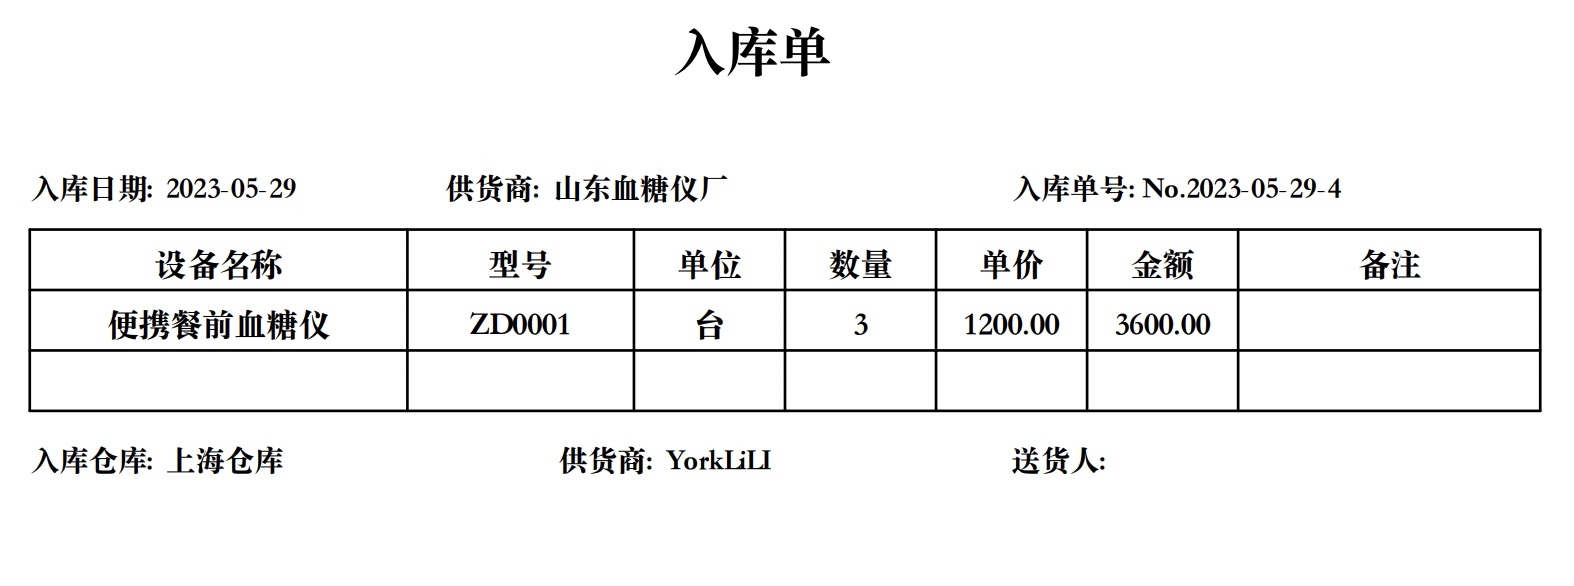 入库单
入库日期: 2023-05-29 供货商: 山东血糖仪厂 入库单号: No.2023-05-29-4
设备名称 型号 单位 数量 单价 金额 备注
便携餐前血糖仪 ZD0001 台 3 1200.00 3600.00
入库仓库: 上海仓库 供货商: YorkLiLI 送货人: